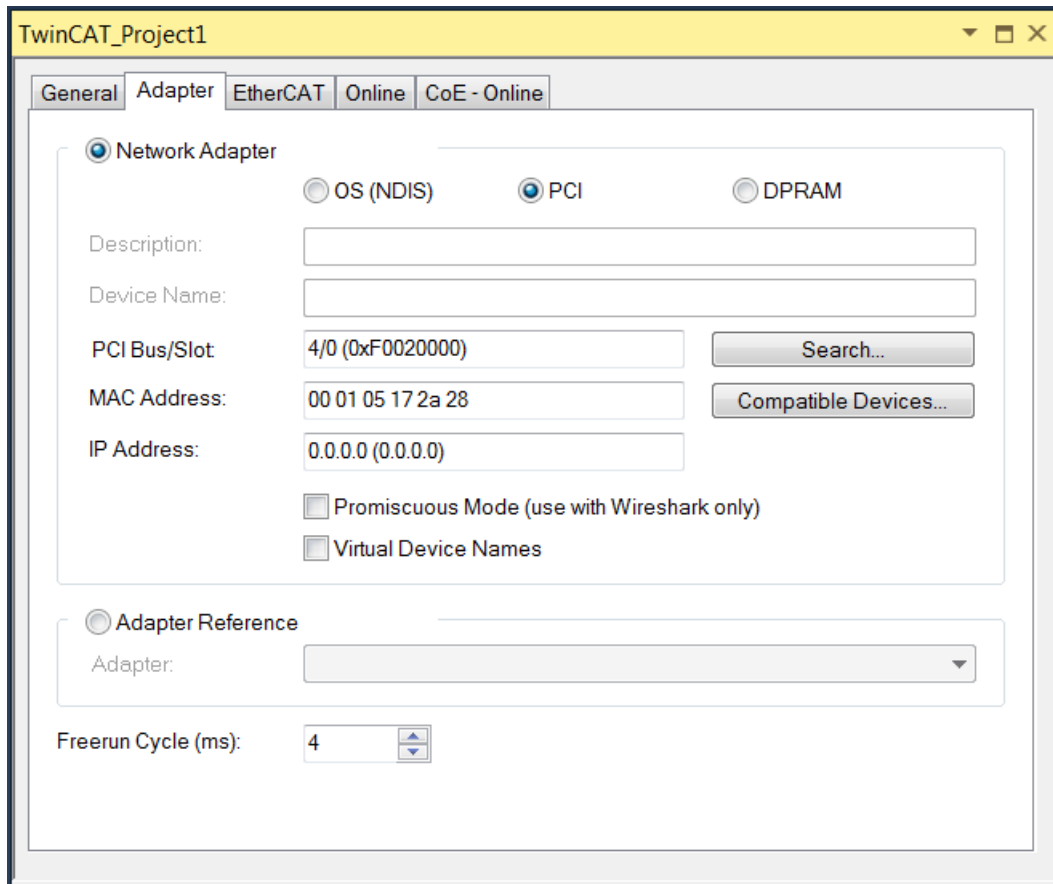 TwinCAT_Project1
General Adapter EtherCAT Online CoE - Online
Network Adapter
OS (NDIS) PCI DPRAM
Description:
Device Name:
PCI Bus/Slot: 4/0 (0xF0020000) Search...
MAC Address: 00 01 05 17 2a 28 Compatible Devices...
IP Address: 0.0.0.0 (0.0.0.0)
Promiscuous Mode (use with Wireshark only)
Virtual Device Names
Adapter Reference
Adapter:
Freerun Cycle (ms): 4